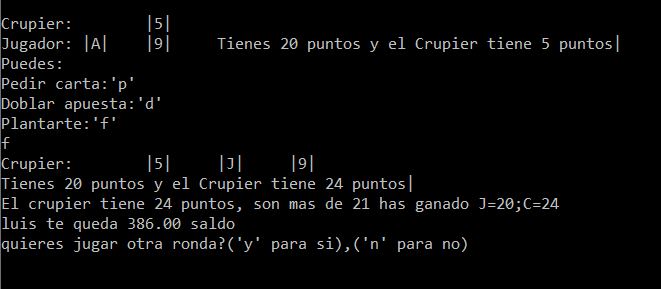 Crupier: |5|
Jugador: |A| |9| Tienes 20 puntos y el Crupier tiene 5 puntos|
Puedes:
Pedir carta:'p'
Doblar apuesta:'d'
Plantarte:'f'
f
Crupier: |5| |J| |9|
Tienes 20 puntos y el Crupier tiene 24 puntos|
El crupier tiene 24 puntos, son mas de 21 has ganado J=20;C=24
luis te queda 386.00 saldo
quieres jugar otra ronda?('y' para si),('n' para no)